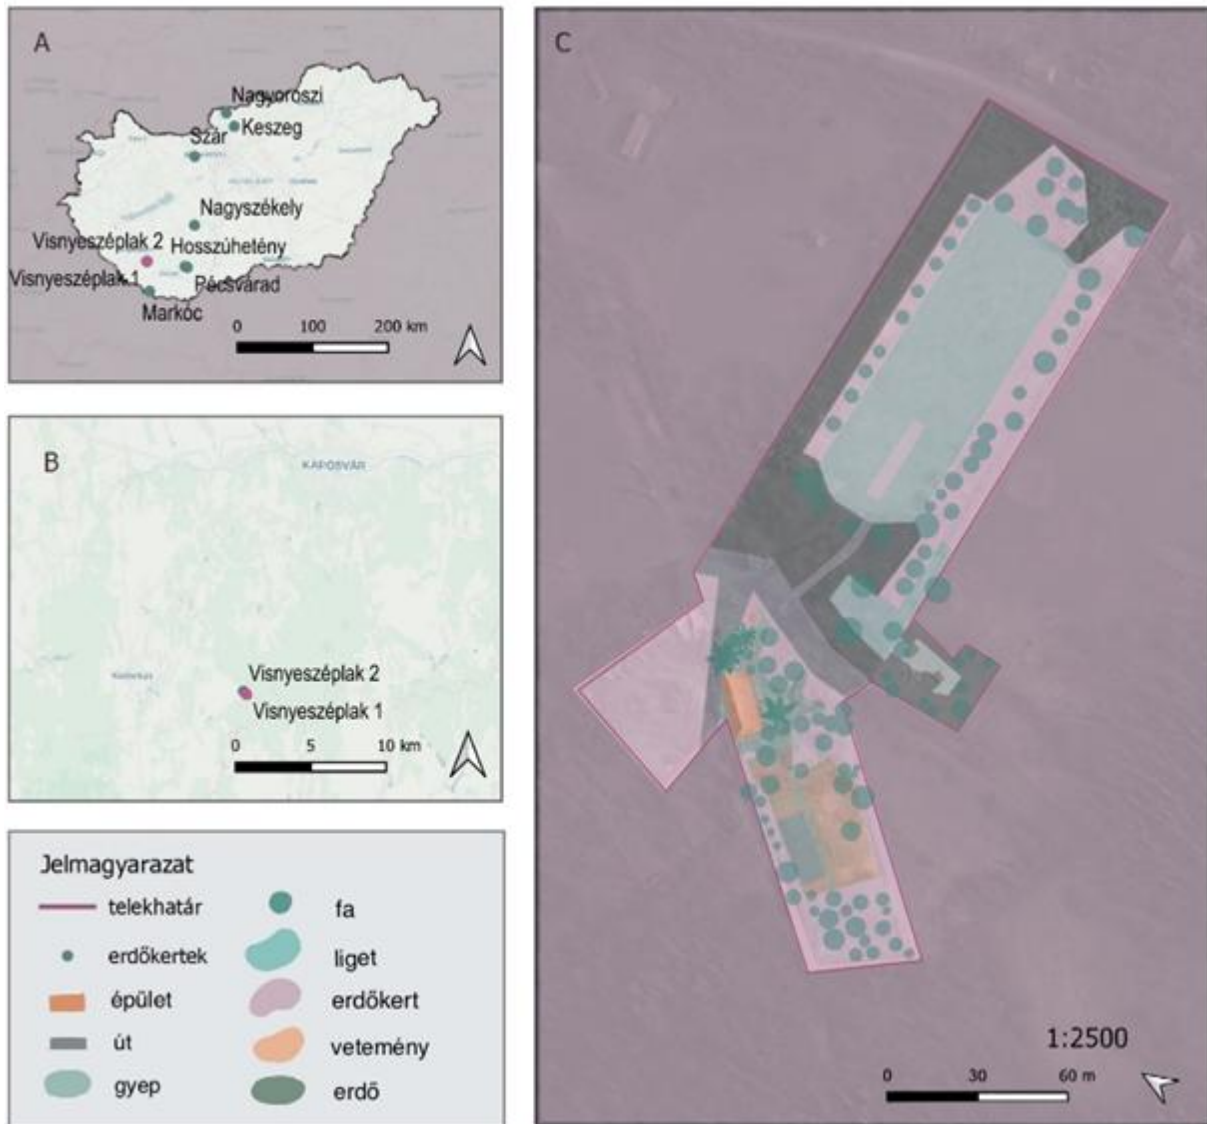 A
Nagyoroszi
Keszeg
Szár
Nagyszékely
Visnyeszéplak 2
Hosszúhetény
Visnyeszéplak 1
Pécsvárad
Markóc
0 100 200 km
B
KAPOSVÁR
Visnyeszéplak 2
Visnyeszéplak 1
0 5 10 km
Jelmagyarazat
telekhatár
erdőkertek
épület
út
gyep
fa
liget
erdőkert
vetemény
erdő
C
1:2500
0 30 60 m